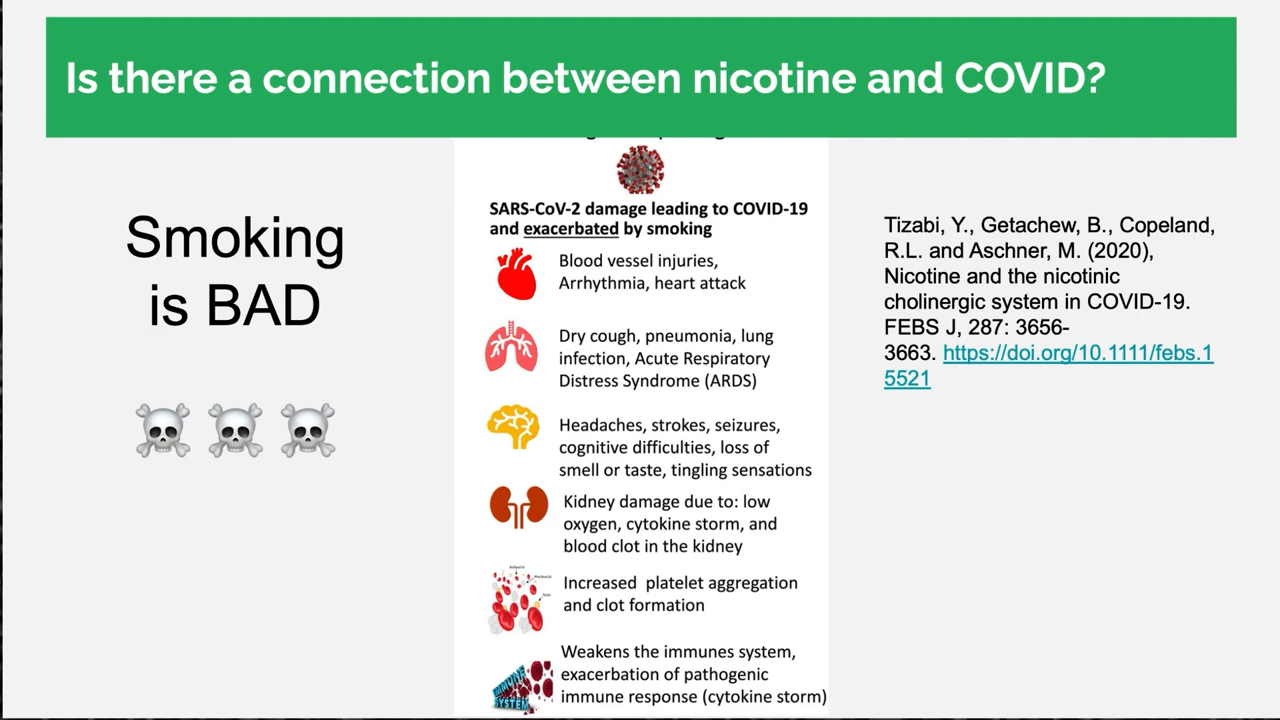 Is there a connection between nicotine and COVID?
Smoking
is BAD
SARS-CoV-2 damage leading to COVID-19
and exacerbated by smoking
Blood vessel injuries,
Arrhythmia, heart attack
Dry cough, pneumonia, lung
infection, Acute Respiratory
Distress Syndrome (ARDS)
Headaches, strokes, seizures,
cognitive difficulties, loss of
smell or taste, tingling sensations
Kidney damage due to: low
oxygen, cytokine storm, and
blood clot in the kidney
Increased platelet aggregation
and clot formation
Weakens the immunes system,
exacerbation of pathogenic
immune response (cytokine storm)
IMMUNE
SYSTEM
Tizabi, Y., Getachew, B., Copeland,
R.L. and Aschner, M. (2020),
Nicotine and the nicotinic
cholinergic system in COVID-19.
FEBS J, 287: 3656-
3663. https://doi.org/10.1111/febs.1
5521